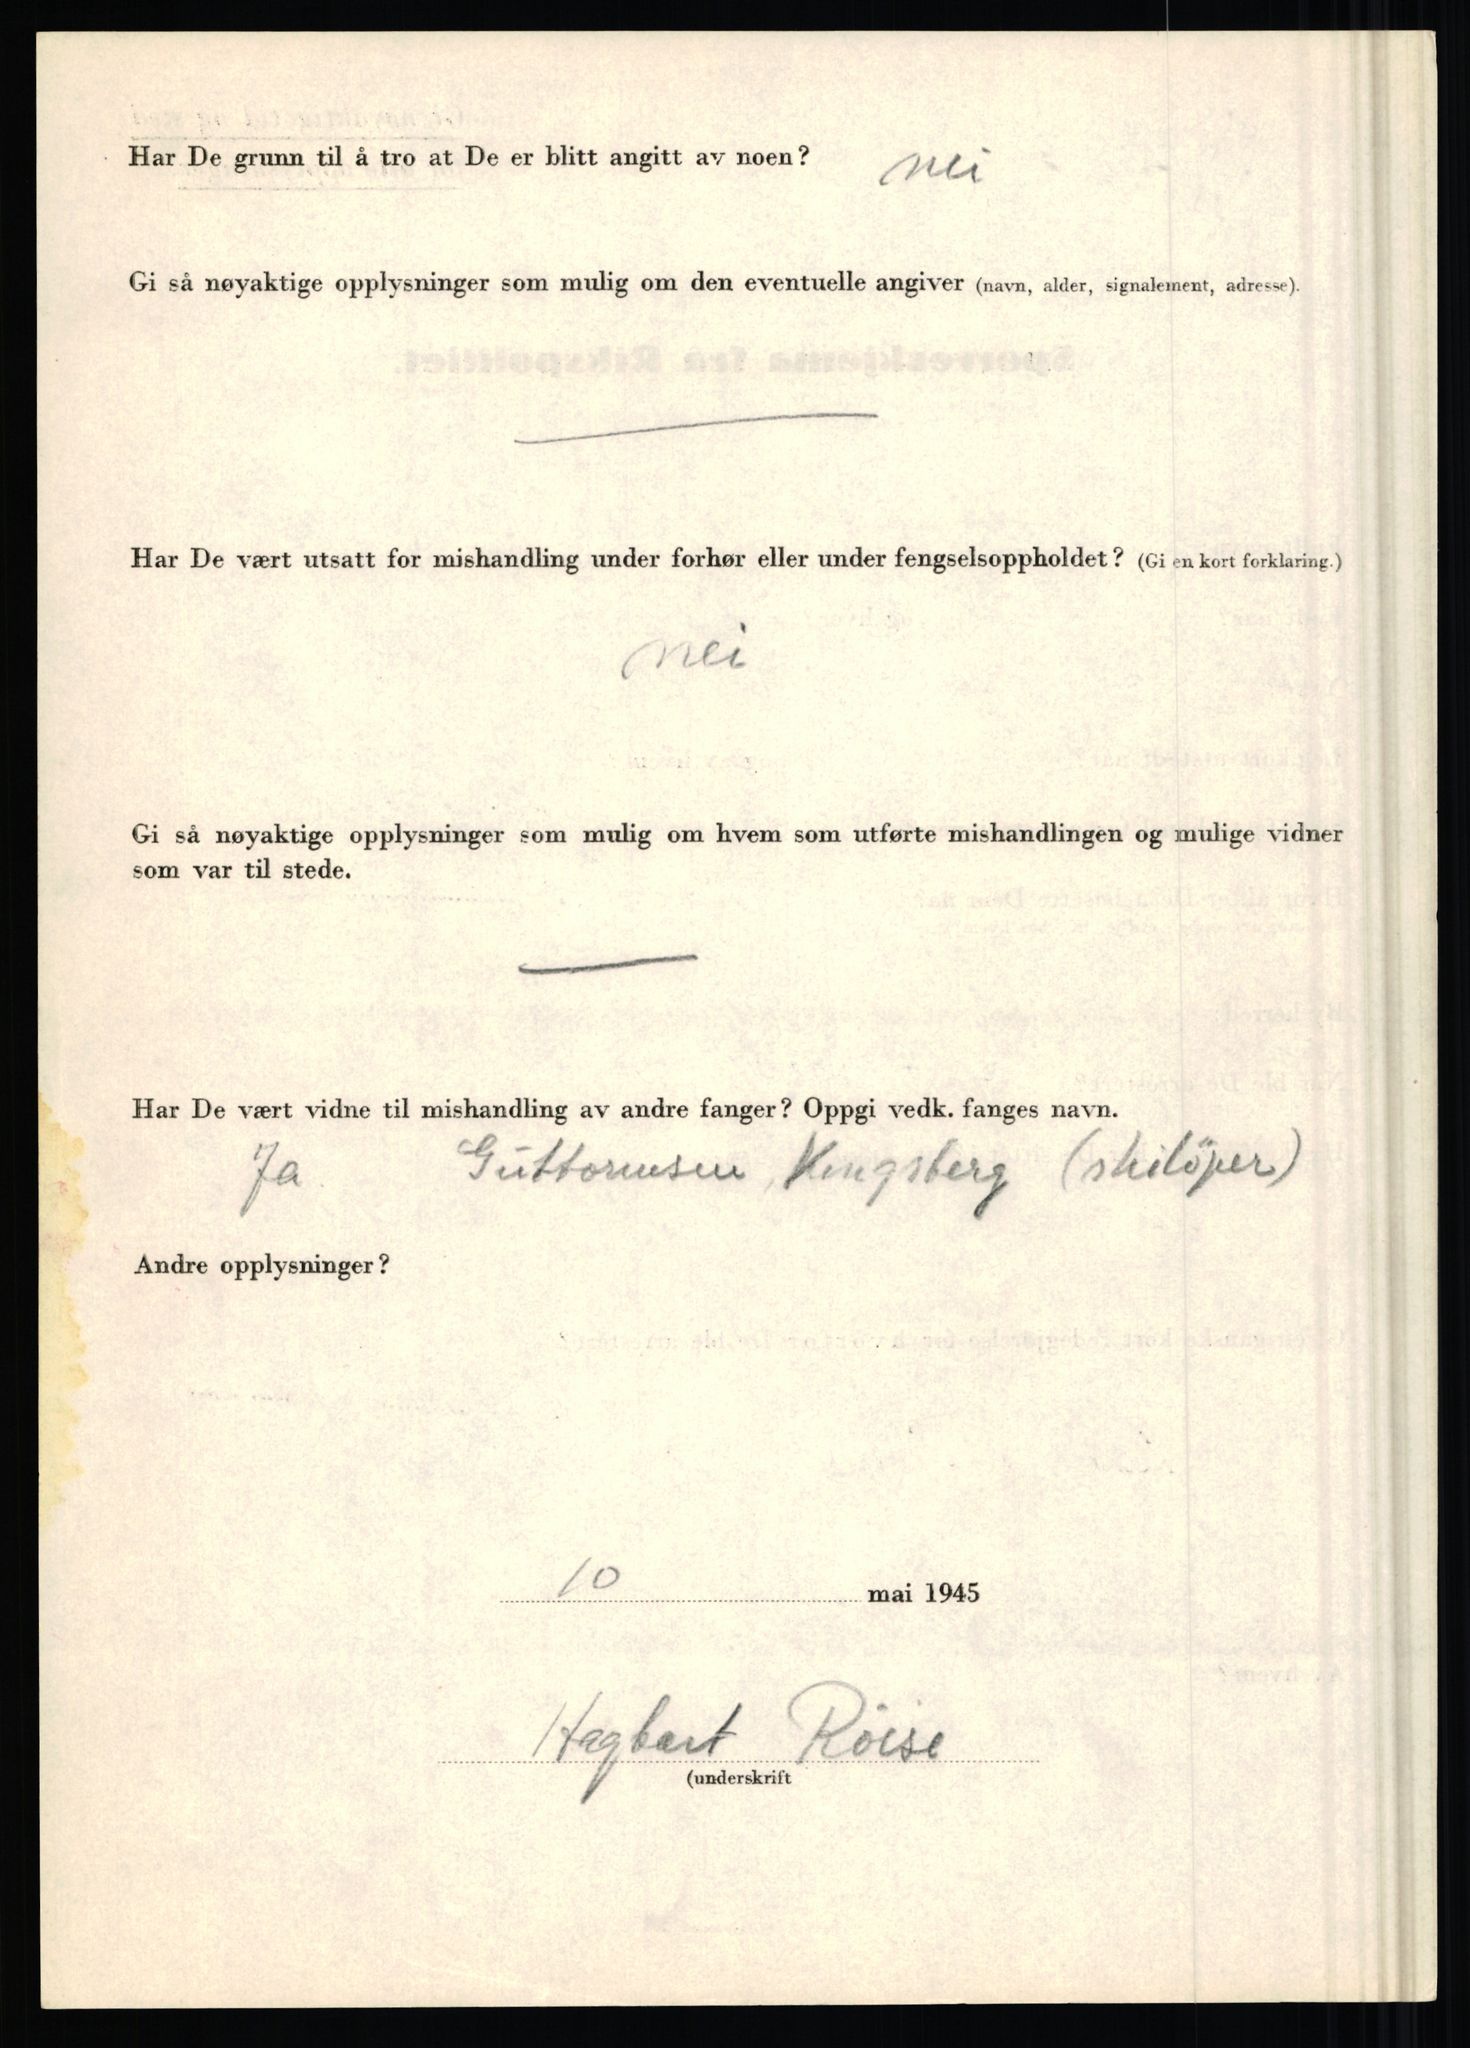 Har De grunn til å tro at De er blitt angitt av noen? nei
Gi så nøyaktige opplysninger som mulig om den eventuelle angiver (navn, alder, signalement, adresse).
Har De vært utsatt for mishandling under forhør eller under fengselsoppholdet? (Gi en kort forklaring.)
nei
Gi så nøyaktige opplysninger som mulig om hvem som utførte mishandlingen og mulige vidner
som var til stede.
Har De vært vidne til mishandling av andre fanger? Oppgi vedk. fanges navn.
Ja Guttormsen, Kongsberg (skilöper)
Andre opplysninger?
10 mai 1945
Hagbart Röise
(underskrift